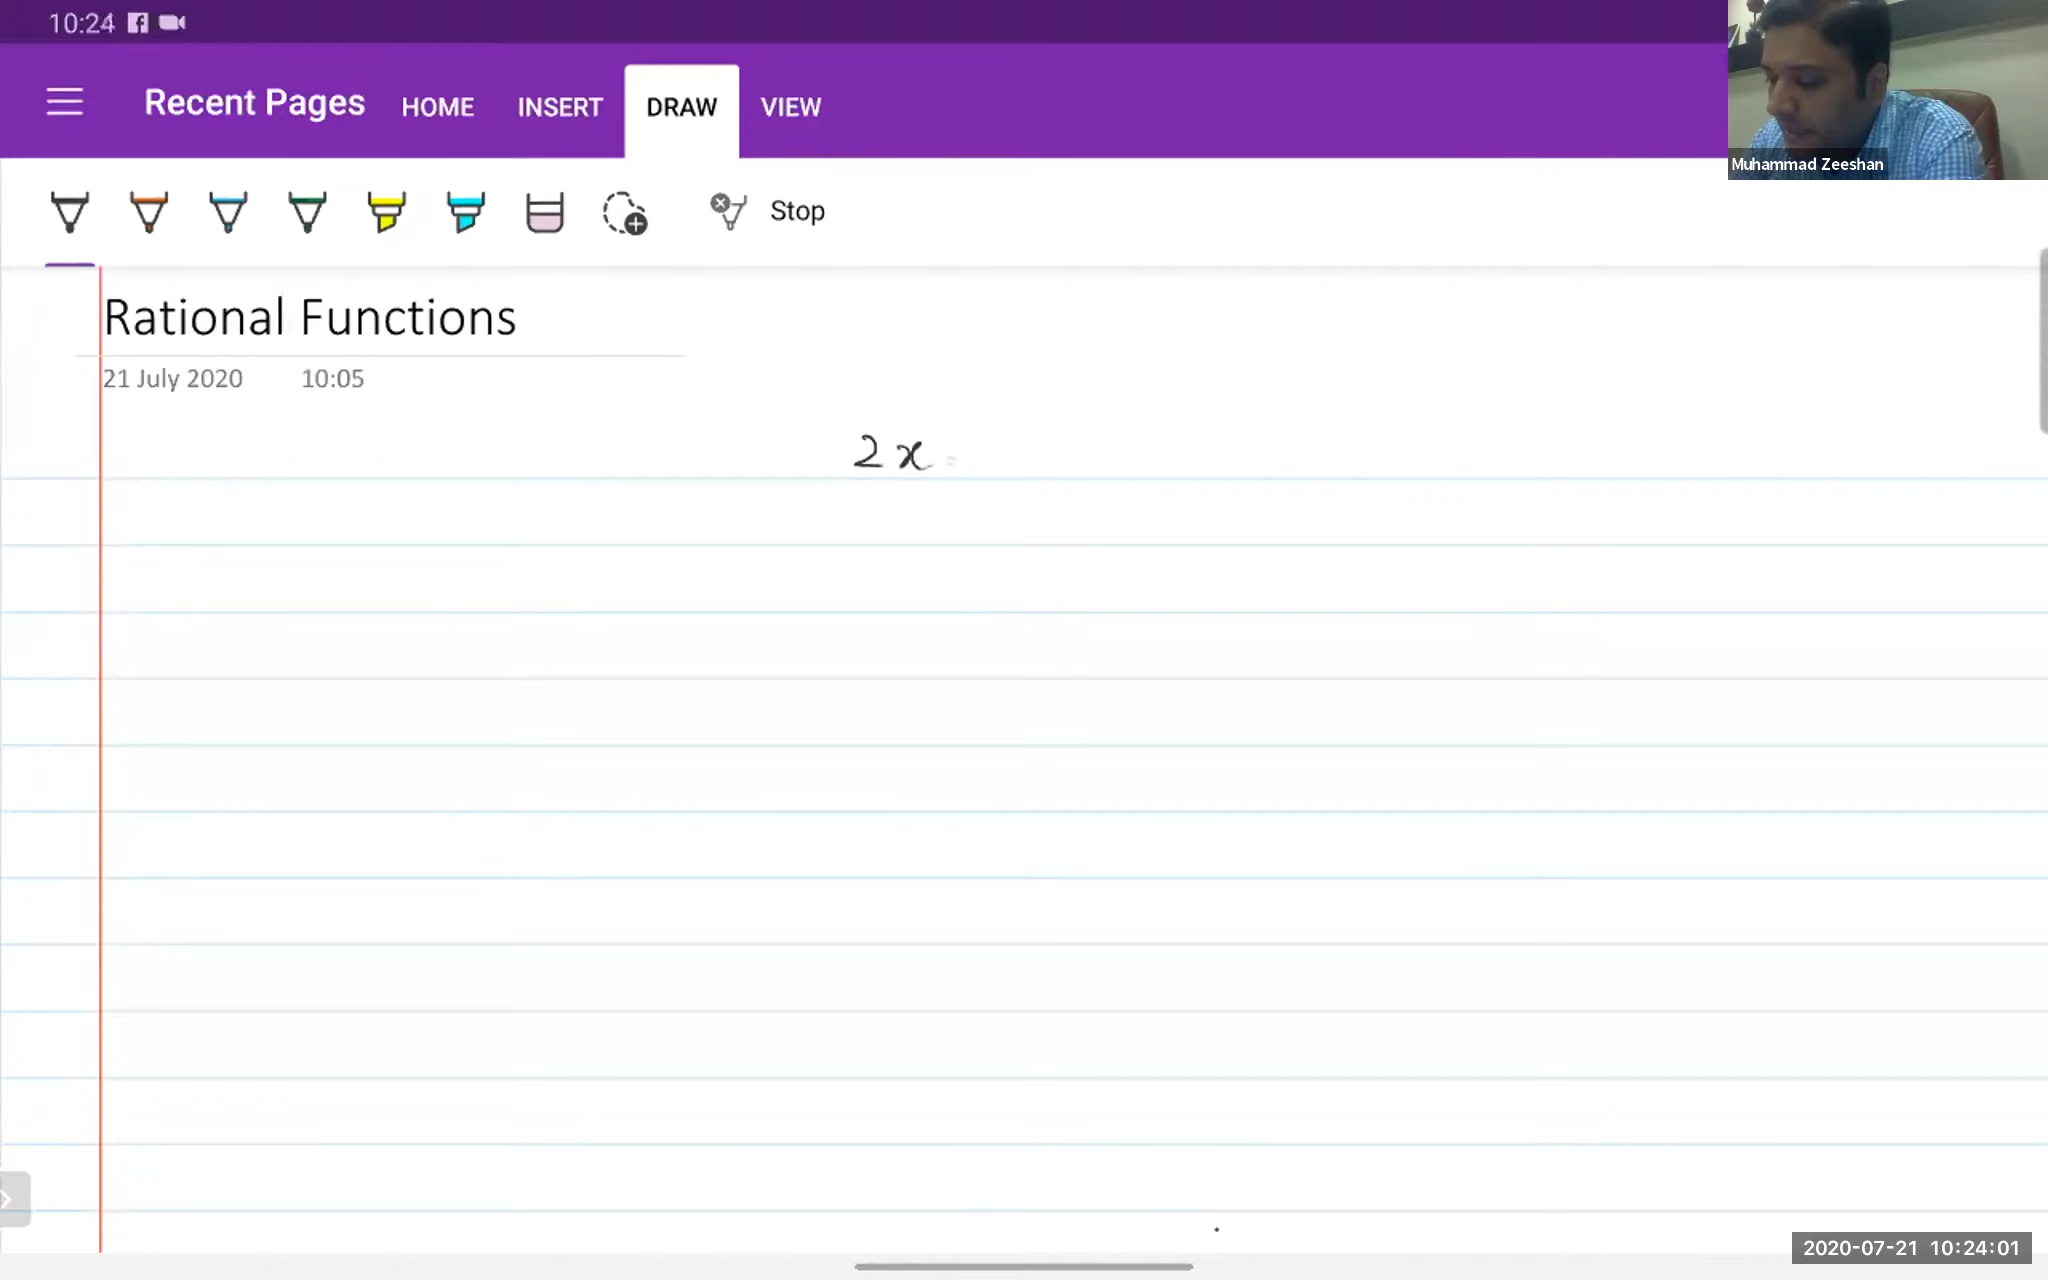 10:24
Recent Pages HOME INSERT DRAW VIEW
Muhammad Zeeshan
Stop
Rational Functions
21 July 2020 10:05
2x
2020-07-21 10:24:01